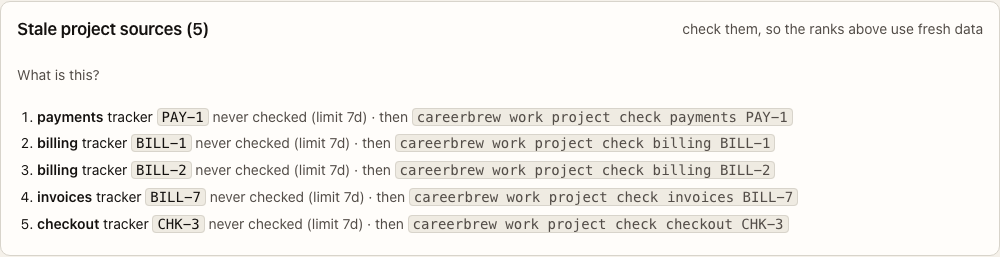 Stale project sources (5)
check them, so the ranks above use fresh data
What is this?
1. payments tracker PAY-1 never checked (limit 7d) · then careerbrew work project check payments PAY-1
2. billing tracker BILL-1 never checked (limit 7d) · then careerbrew work project check billing BILL-1
3. billing tracker BILL-2 never checked (limit 7d) · then careerbrew work project check billing BILL-2
4. invoices tracker BILL-7 never checked (limit 7d) · then careerbrew work project check invoices BILL-7
5. checkout tracker CHK-3 never checked (limit 7d) · then careerbrew work project check checkout CHK-3